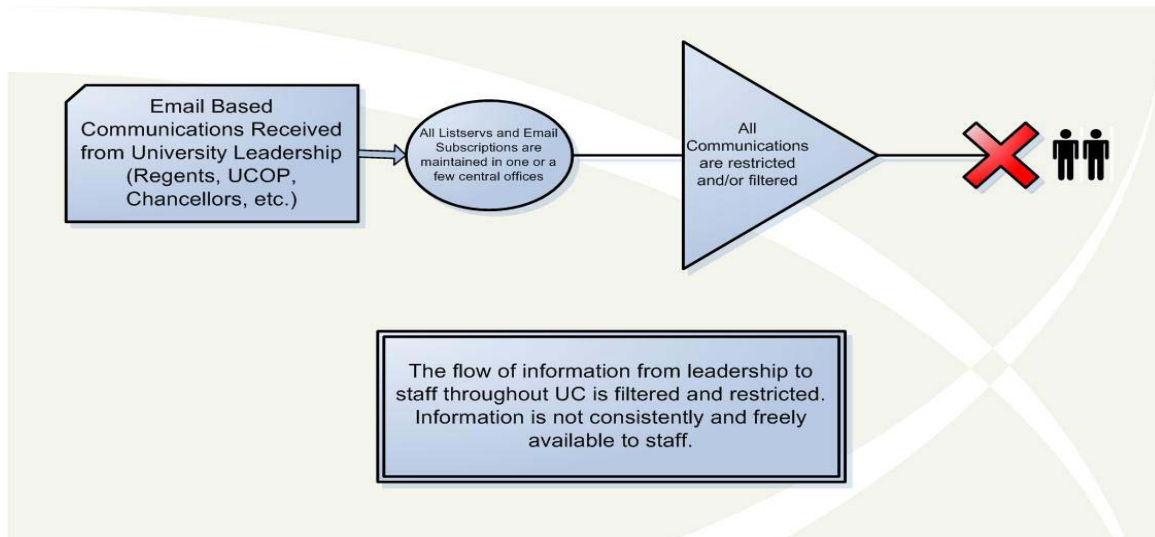 Email Based
Communications Received
from University Leadership
(Regents, UCOP,
Chancellors, etc.)
All Listservs and Email
Subscriptions are
maintained in one or a
few central offices
All
Communications
are restricted
and/or filtered
The flow of information from leadership to
staff throughout UC is filtered and restricted.
Information is not consistently and freely
available to staff.